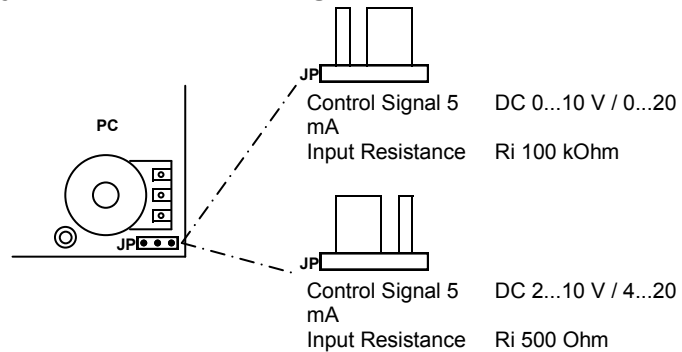 JP
Control Signal 5 DC 0...10 V / 0...20
mA
Input Resistance Ri 100 kOhm
PC
JP
JP
Control Signal 5 DC 2...10 V / 4...20
mA
Input Resistance Ri 500 Ohm